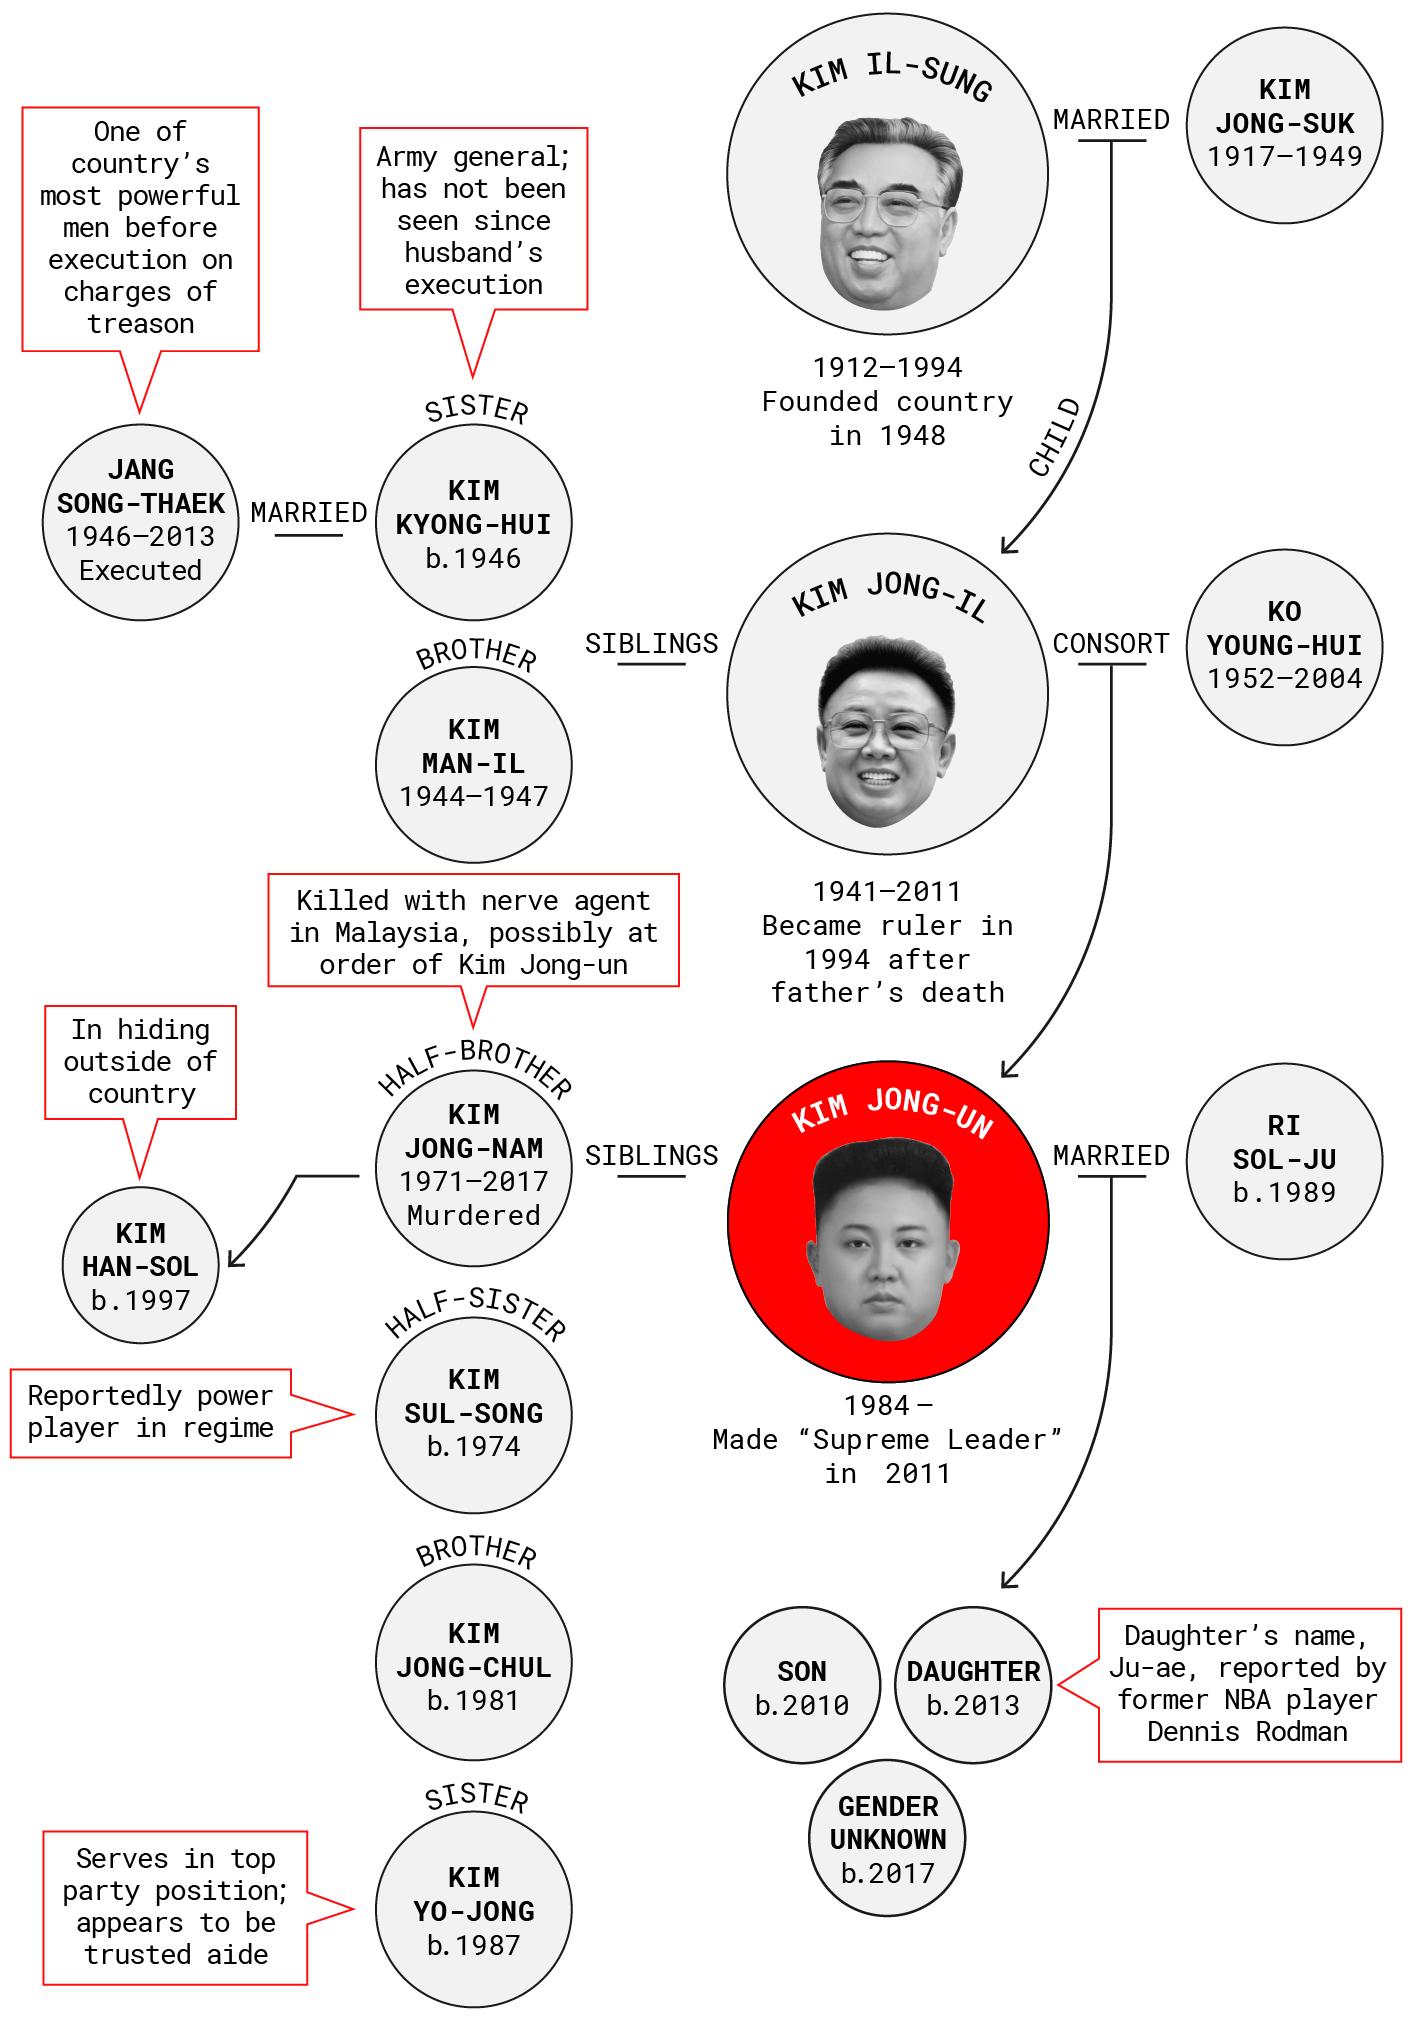 KIM IL-SUNG
MARRIED
KIM
JONG-SUK
1917–1949
1912–1994
Founded country
in 1948
CHILD
One of
country’s
most powerful
men before
execution on
charges of
treason
Army general;
has not been
seen since
husband’s
execution
JANG
SONG-THAEK
1946–2013
Executed
MARRIED
SISTER
KIM
KYONG-HUI
b.1946
BROTHER
KIM
MAN-IL
1944–1947
SIBLINGS
KIM JONG-IL
CONSORT
KO
YOUNG-HUI
1952–2004
1941–2011
Became ruler in
1994 after
father’s death
Killed with nerve agent
in Malaysia, possibly at
order of Kim Jong-un
In hiding
outside of
country
KIM
HAN-SOL
b.1997
HALF-BROTHER
KIM
JONG-NAM
1971–2017
Murdered
SIBLINGS
KIM JONG-UN
MARRIED
RI
SOL-JU
b.1989
1984–
Made “Supreme Leader”
in 2011
Reportedly power
player in regime
HALF-SISTER
KIM
SUL-SONG
b.1974
BROTHER
KIM
JONG-CHUL
b.1981
SON
b.2010
DAUGHTER
b.2013
Daughter’s name,
Ju-ae, reported by
former NBA player
Dennis Rodman
GENDER
UNKNOWN
b.2017
Serves in top
party position;
appears to be
trusted aide
SISTER
KIM
YO-JONG
b.1987